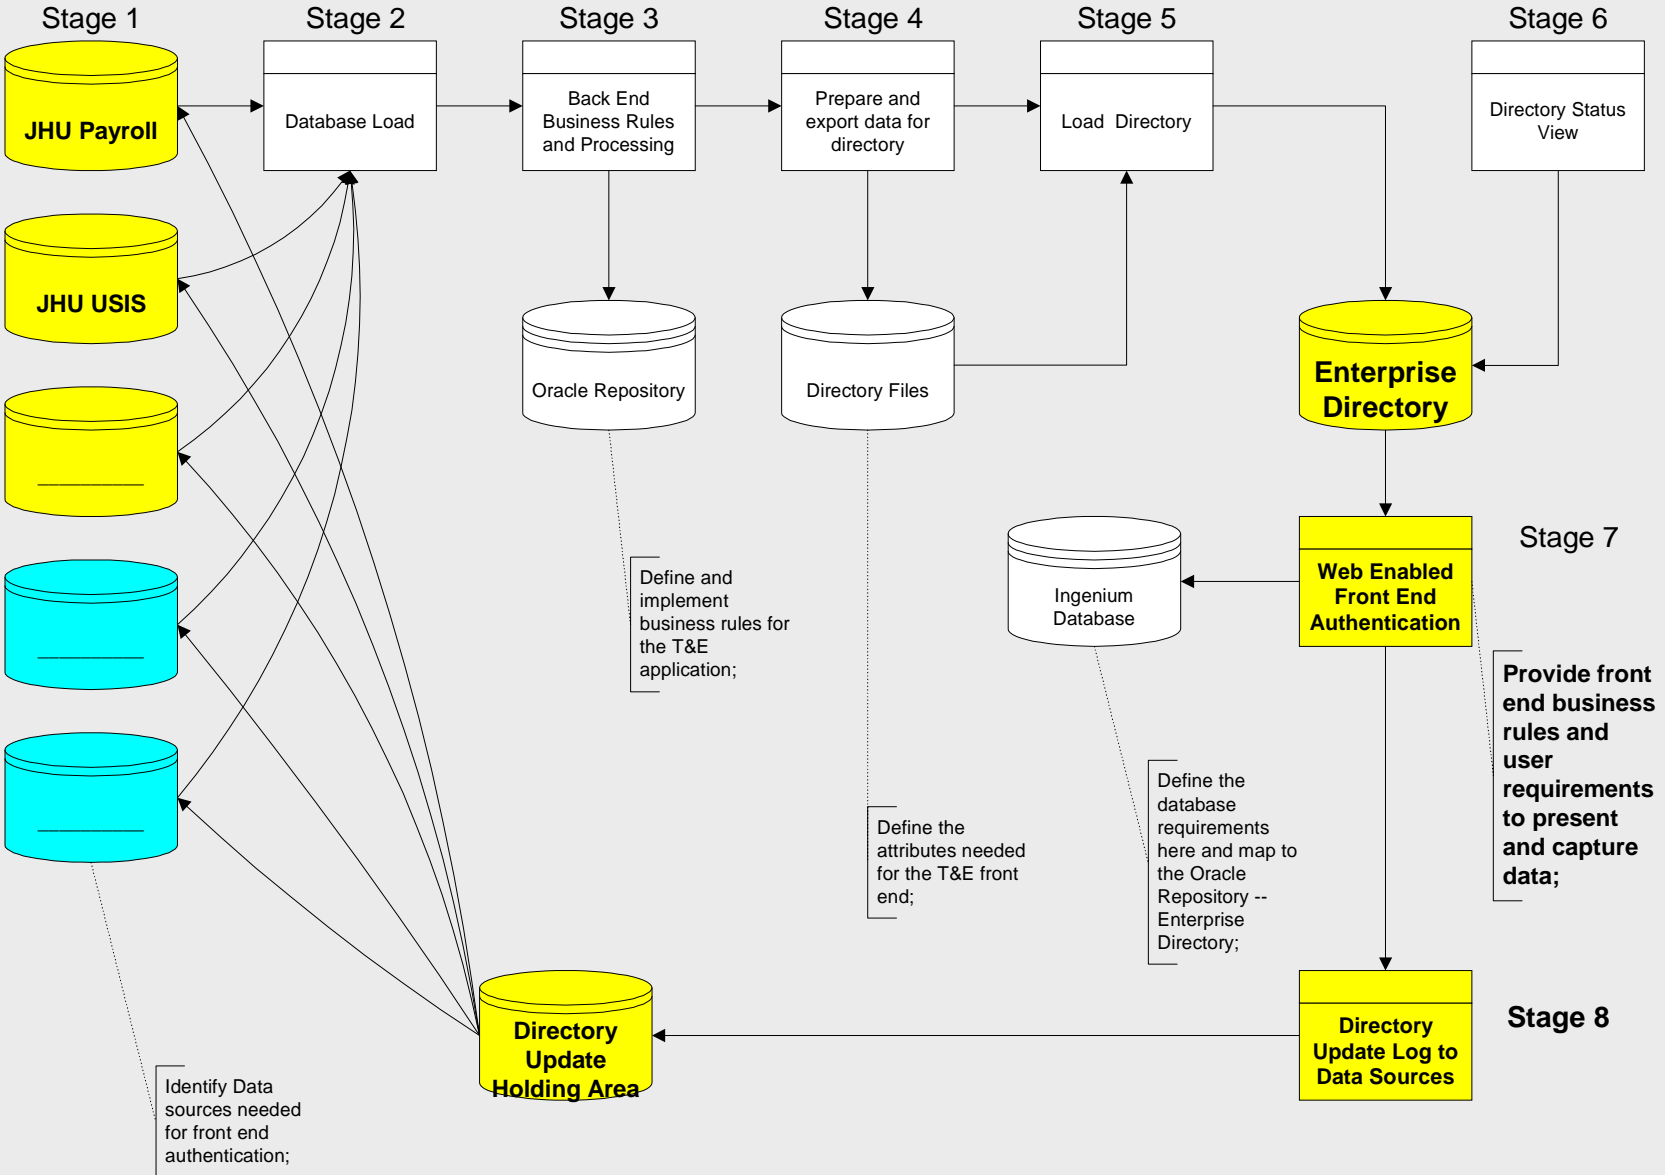 Stage 1
Stage 2
Stage 3
Stage 4
Stage 5
Stage 6
JHU Payroll
Database Load
Back End
Business Rules
and Processing
Prepare and
export data for
directory
Load Directory
Directory Status
View
JHU USIS
Oracle Repository
Directory Files
Enterprise
Directory
__________
__________
__________
Ingenium
Database
Web Enabled
Front End
Authentication
Stage 7
Define and
implement
business rules for
the T&E
application;
Provide front
end business
rules and
user
requirements
to present
and capture
data;
Define the
attributes needed
for the T&E front
end;
Define the
database
requirements
here and map to
the Oracle
Repository --
Enterprise
Directory;
Directory
Update
Holding Area
Directory
Update Log to
Data Sources
Stage 8
Identify Data
sources needed
for front end
authentication;